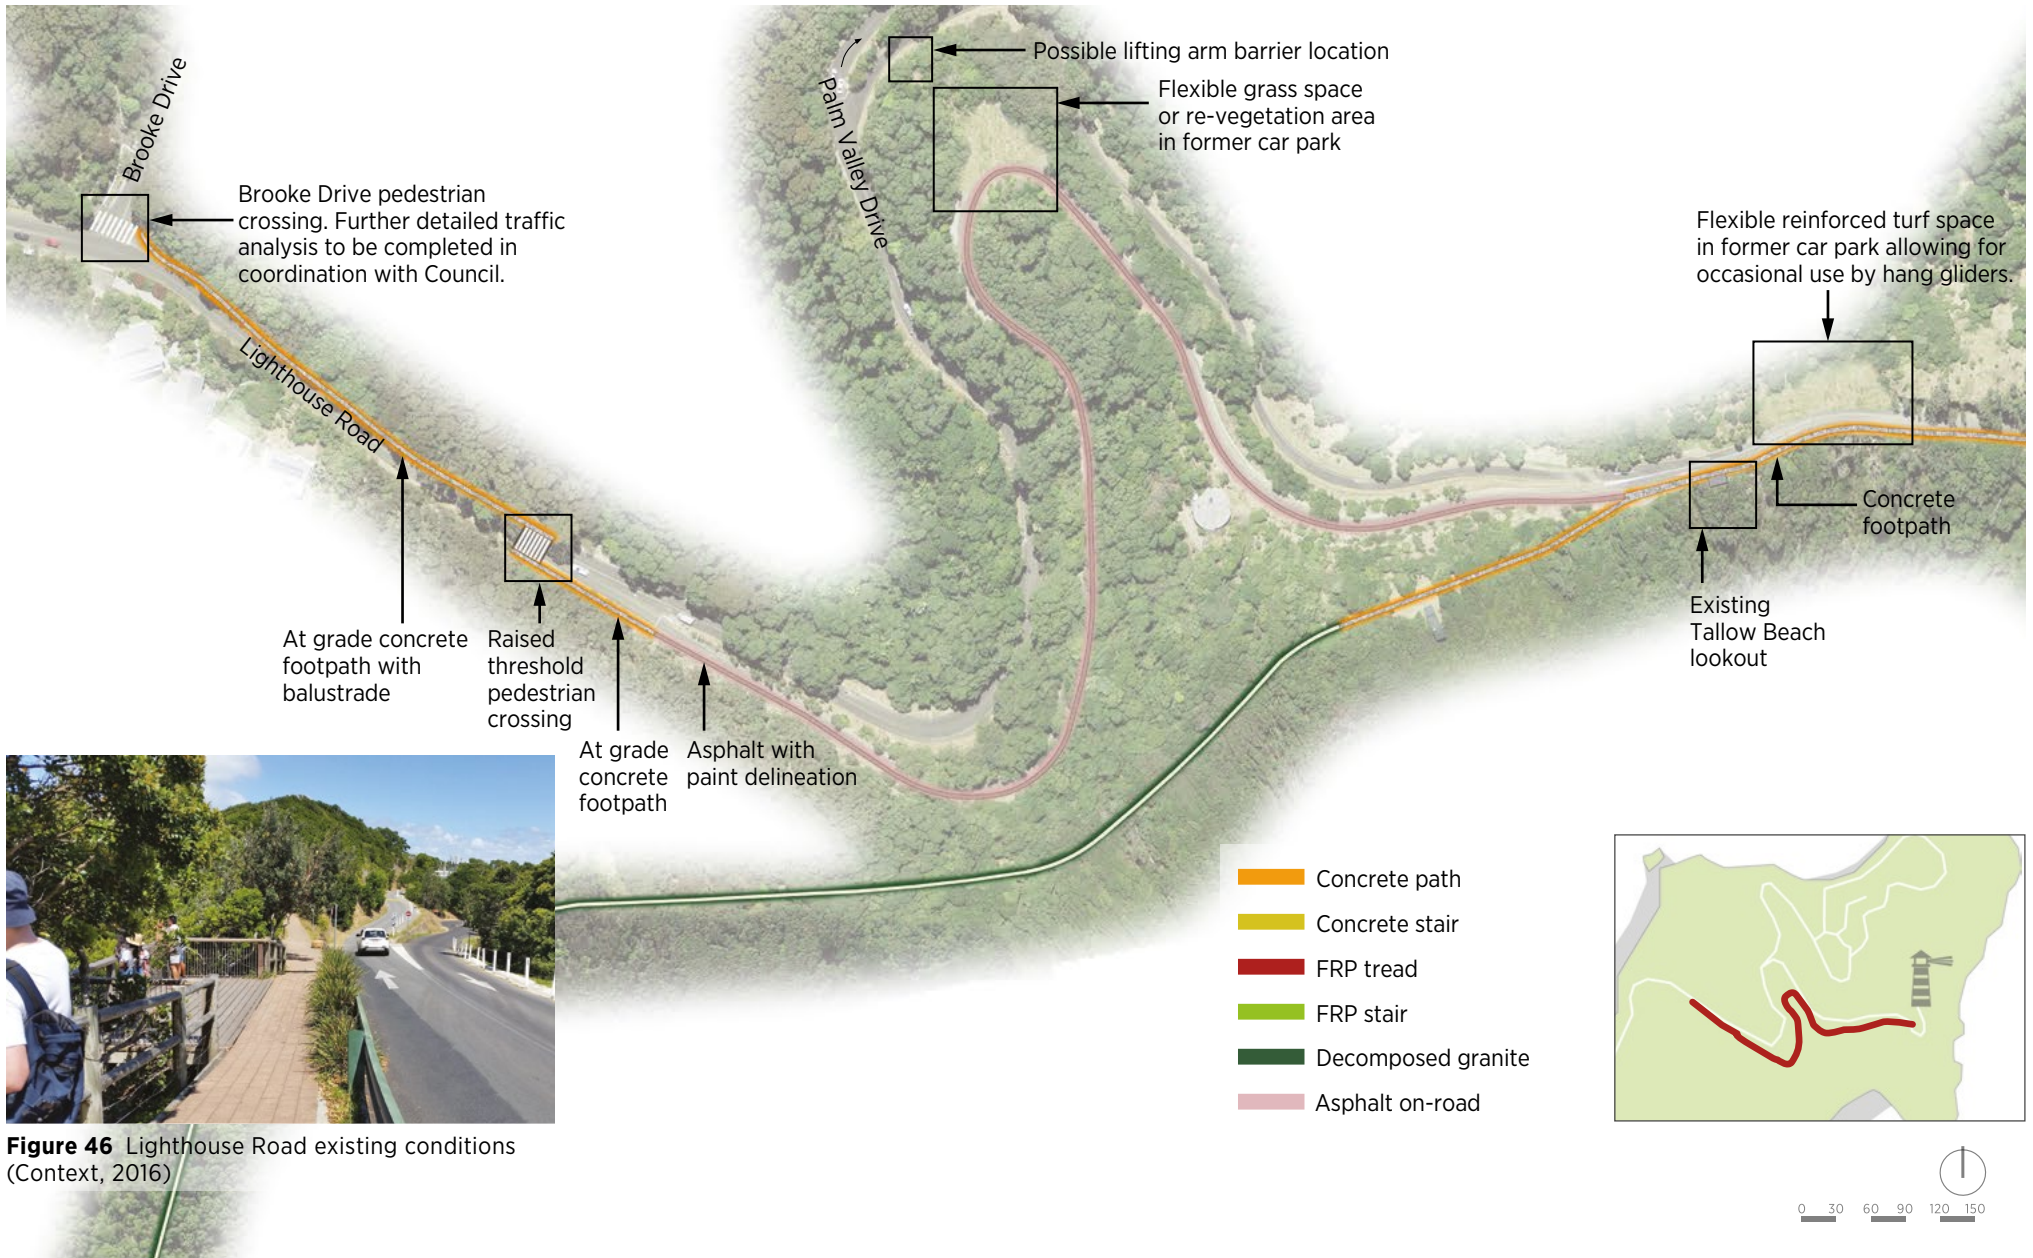 Brooke Drive
Palm Valley Drive
Lighthouse Road
Possible lifting arm barrier location
Flexible grass space
or re-vegetation area
in former car park
Brooke Drive pedestrian
crossing. Further detailed traffic
analysis to be completed in
coordination with Council.
Flexible reinforced turf space
in former car park allowing for
occasional use by hang gliders.
Concrete
footpath
Existing
Tallow Beach
lookout
At grade concrete
footpath with
balustrade
Raised
threshold
pedestrian
crossing
At grade
concrete
footpath
Asphalt with
paint delineation
Concrete path
Concrete stair
FRP tread
FRP stair
Decomposed granite
Asphalt on-road
Figure 46 Lighthouse Road existing conditions
(Context, 2016)
0 30 60 90 120 150